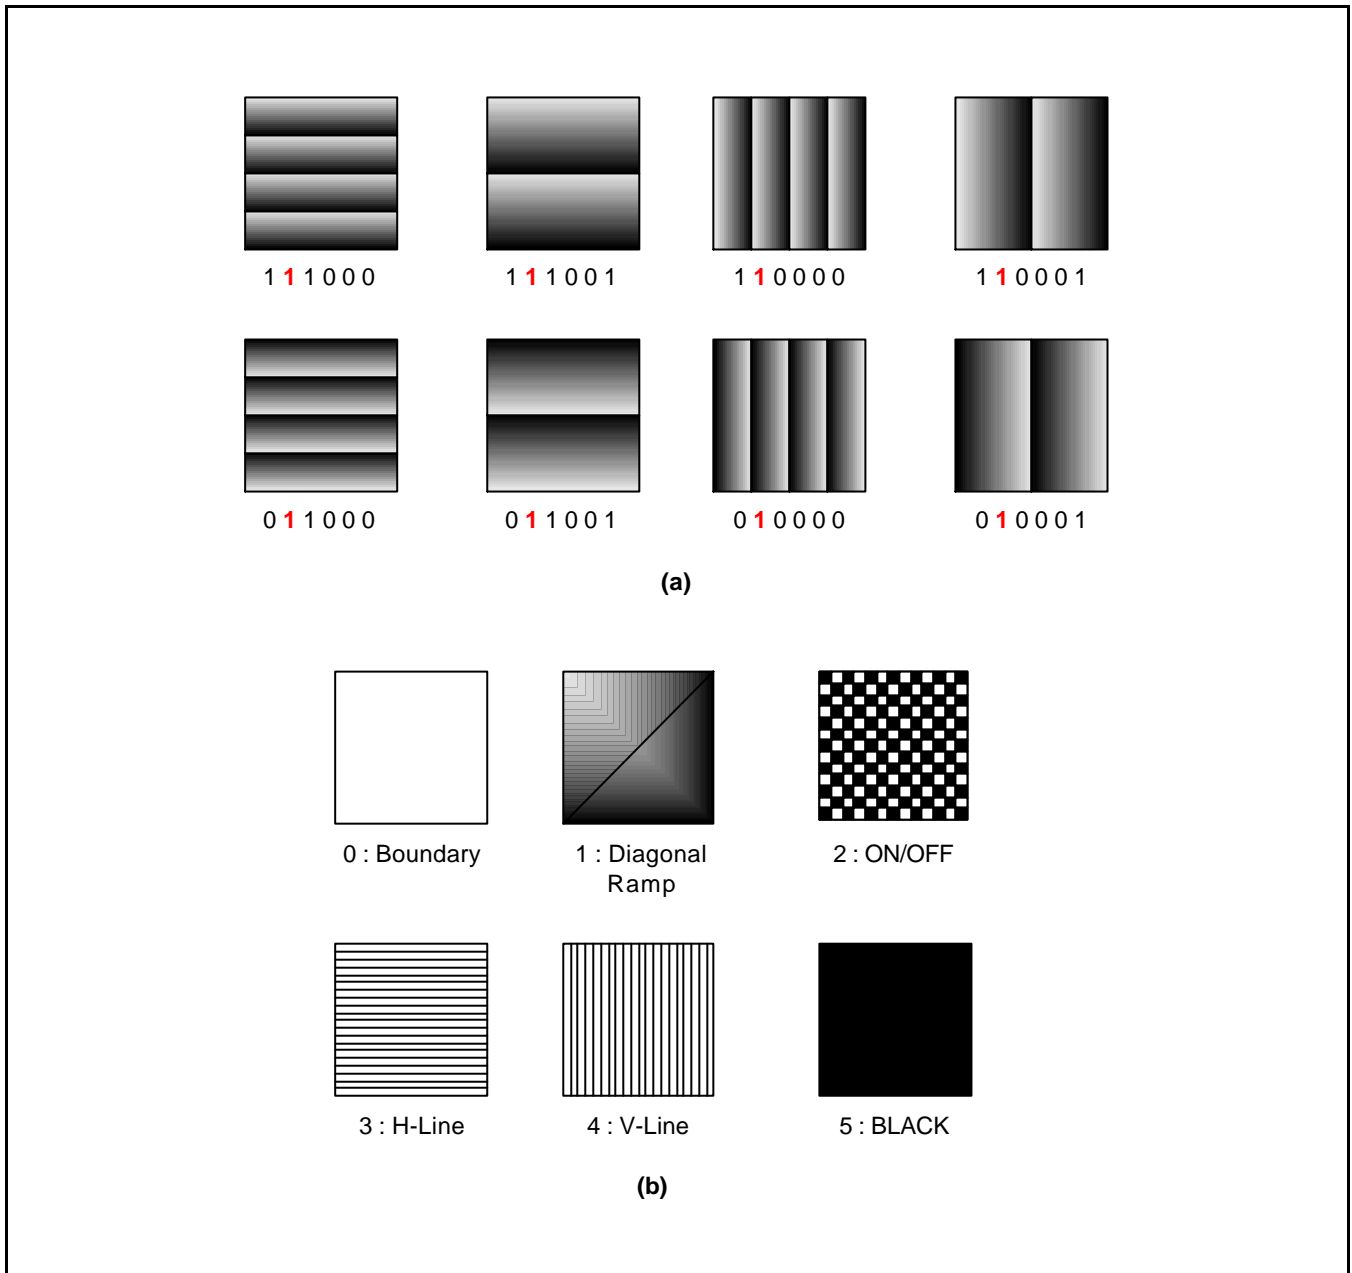 1 1 1 0 0 0
1 1 1 0 0 1
1 1 0 0 0 0
1 1 0 0 0 1
0 1 1 0 0 0
0 1 1 0 0 1
0 1 0 0 0 0
0 1 0 0 0 1
(a)
0 : Boundary
1 : Diagonal
Ramp
2 : ON/OFF
3 : H-Line
4 : V-Line
5 : BLACK
(b)